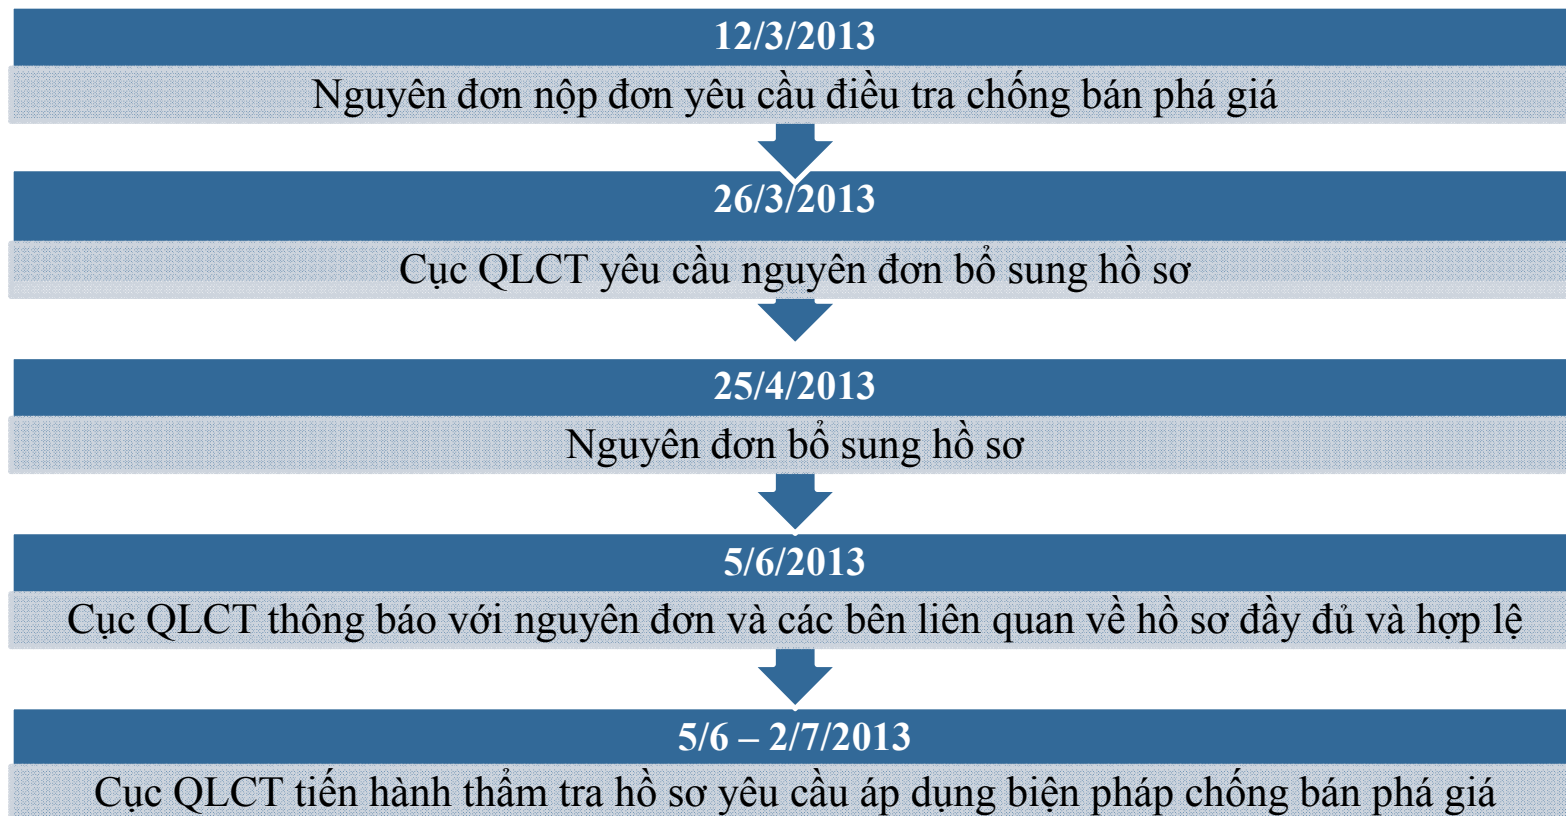 12/3/2013
Nguyên đơn nộp đơn yêu cầu điều tra chống bán phá giá
26/3/2013
Cục QLCT yêu cầu nguyên đơn bổ sung hồ sơ
25/4/2013
Nguyên đơn bổ sung hồ sơ
5/6/2013
Cục QLCT thông báo với nguyên đơn và các bên liên quan về hồ sơ đầy đủ và hợp lệ
5/6 – 2/7/2013
Cục QLCT tiến hành thẩm tra hồ sơ yêu cầu áp dụng biện pháp chống bán phá giá